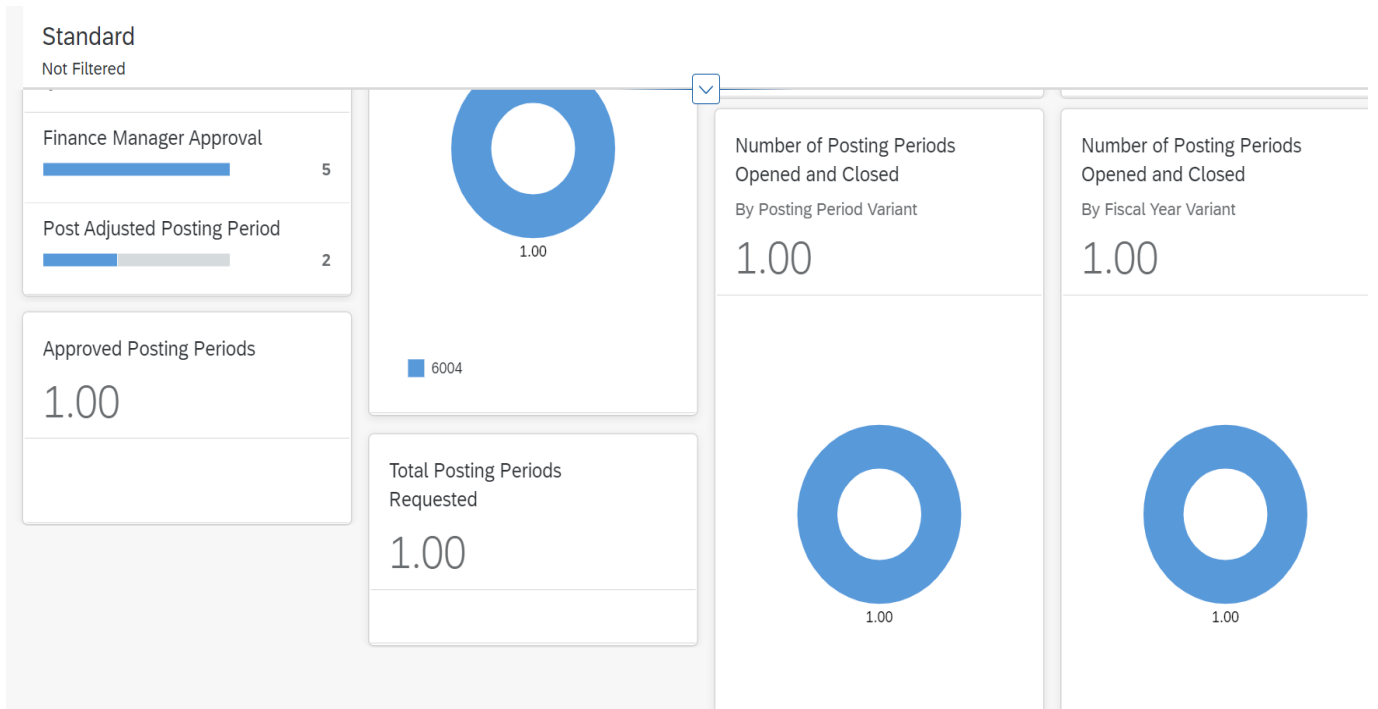 Standard
Not Filtered
Finance Manager Approval
5
Post Adjusted Posting Period
2
Approved Posting Periods
1.00
1.00
6004
Total Posting Periods
Requested
1.00
Number of Posting Periods
Opened and Closed
By Posting Period Variant
1.00
1.00
Number of Posting Periods
Opened and Closed
By Fiscal Year Variant
1.00
1.00